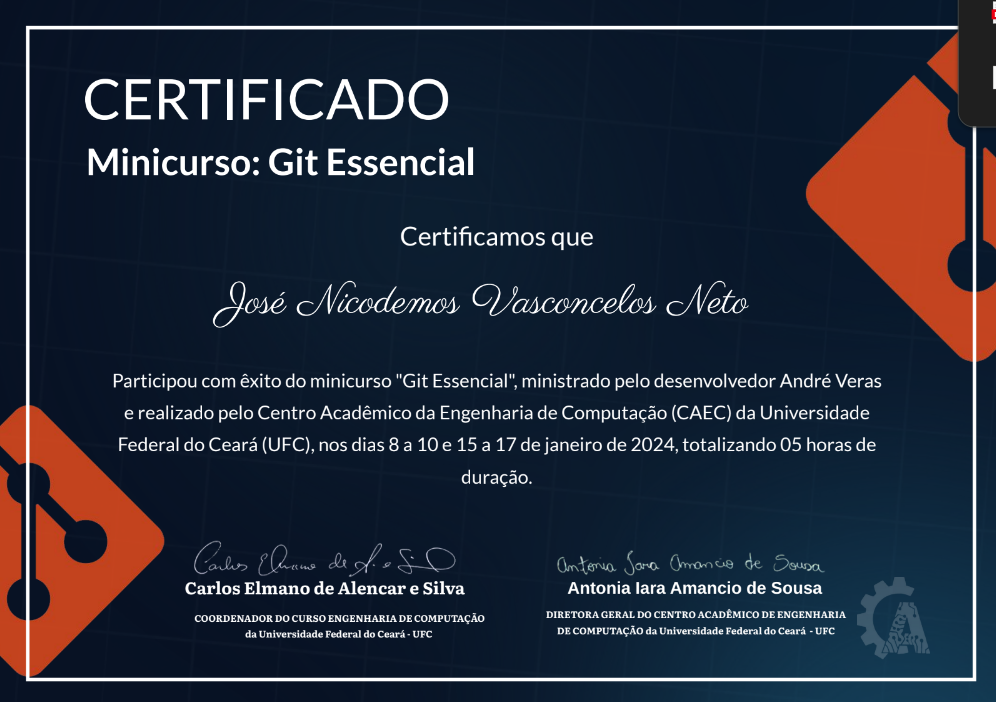 CERTIFICADO
Minicurso: Git Essencial
Certificamos que
José Nicodemos Vasconcelos Neto
Participou com êxito do minicurso "Git Essencial", ministrado pelo desenvolvedor André Veras
e realizado pelo Centro Acadêmico da Engenharia de Computação (CAEC) da Universidade
Federal do Ceará (UFC), nos dias 8 a 10 e 15 a 17 de janeiro de 2024, totalizando 05 horas de
duração.
Carlos Elmano de A. e Silva
Carlos Elmano de Alencar e Silva
COORDENADOR DO CURSO ENGENHARIA DE COMPUTAÇÃO
da Universidade Federal do Ceará - UFC
Antonia Iara Amancio de Sousa
Antonia Iara Amancio de Sousa
DIRETORA GERAL DO CENTRO ACADÊMICO DE ENGENHARIA
DE COMPUTAÇÃO da Universidade Federal do Ceará - UFC